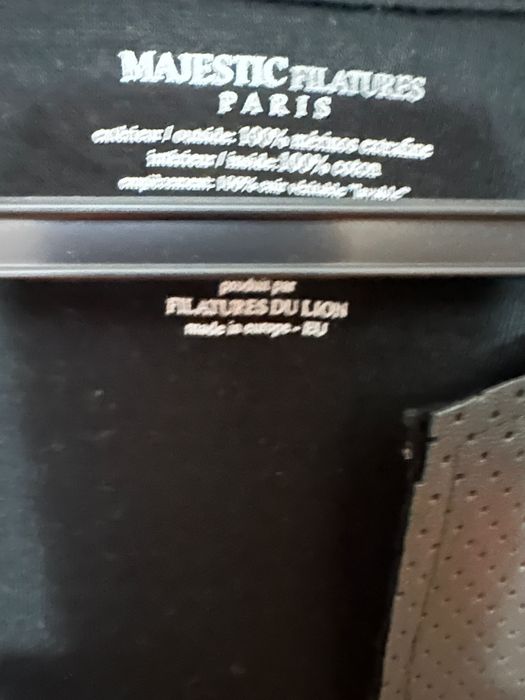 MAJESTIC FILATURES
PARIS
extérieur / outside: 100% mérinos extrafine
intérieur / inside: 100% coton
empiècement: 100% cuir véritable "lavable"
produit par
FILATURES DU LION
made in europe - EU